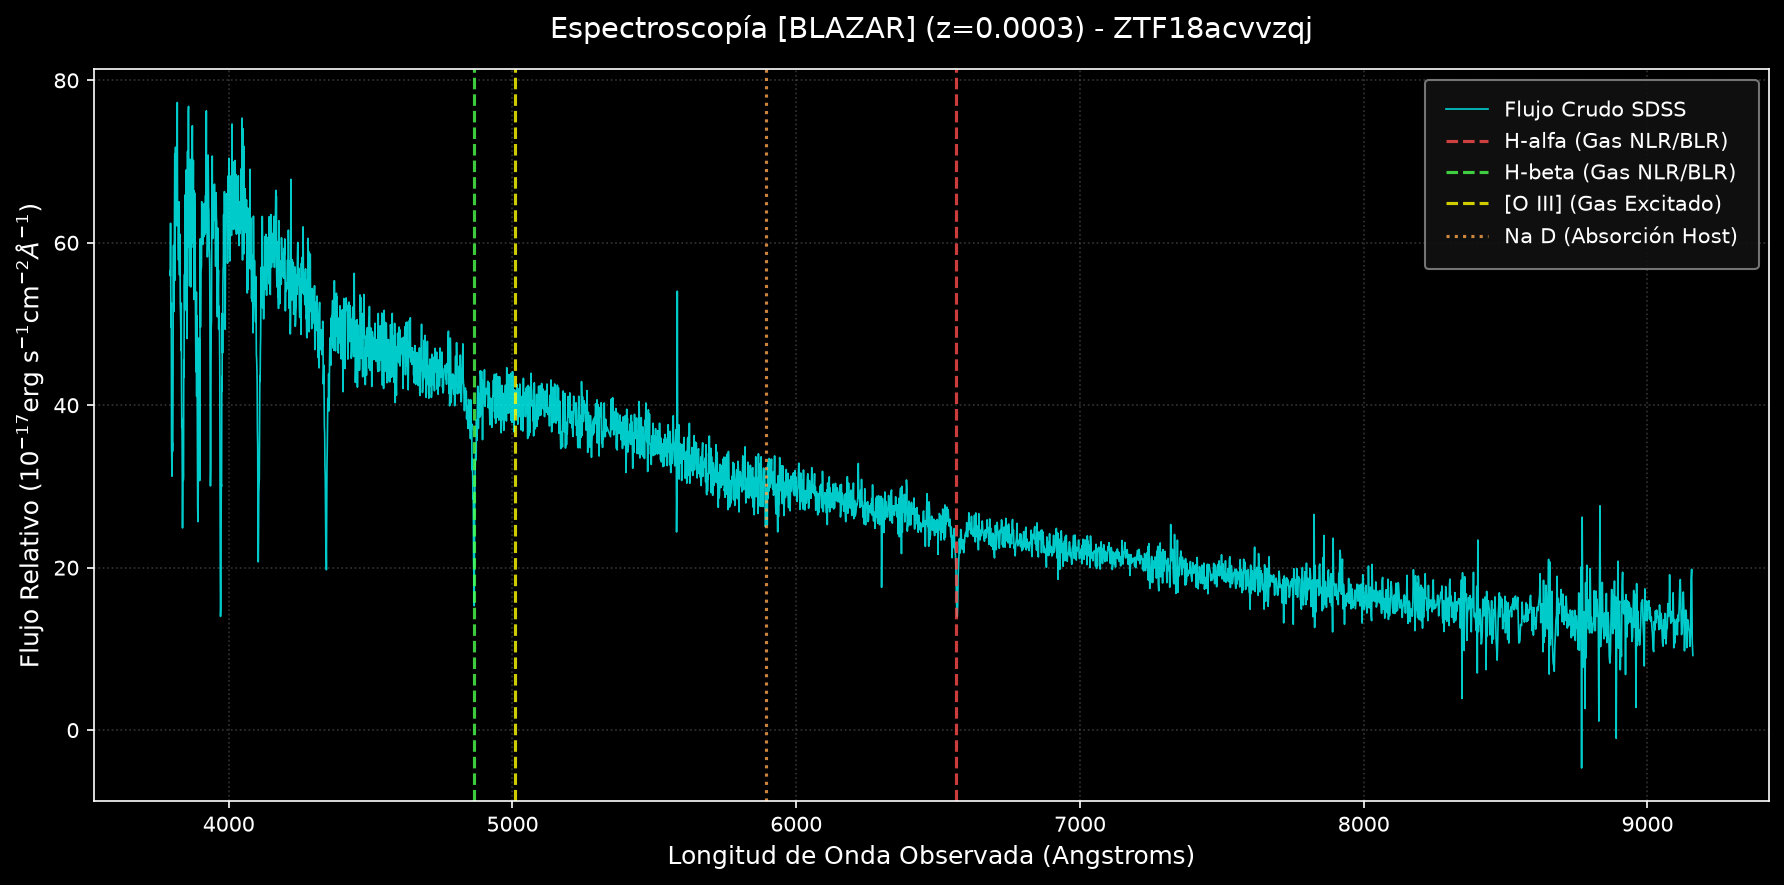 Espectroscopía [BLAZAR] (z=0.0003) - ZTF18acvvzqj
Flujo Relativo (10⁻¹⁷erg s⁻¹cm⁻²Å⁻¹)
80
60
40
20
0
Flujo Crudo SDSS
H-alfa (Gas NLR/BLR)
H-beta (Gas NLR/BLR)
[O III] (Gas Excitado)
Na D (Absorción Host)
4000 5000 6000 7000 8000 9000
Longitud de Onda Observada (Angstroms)